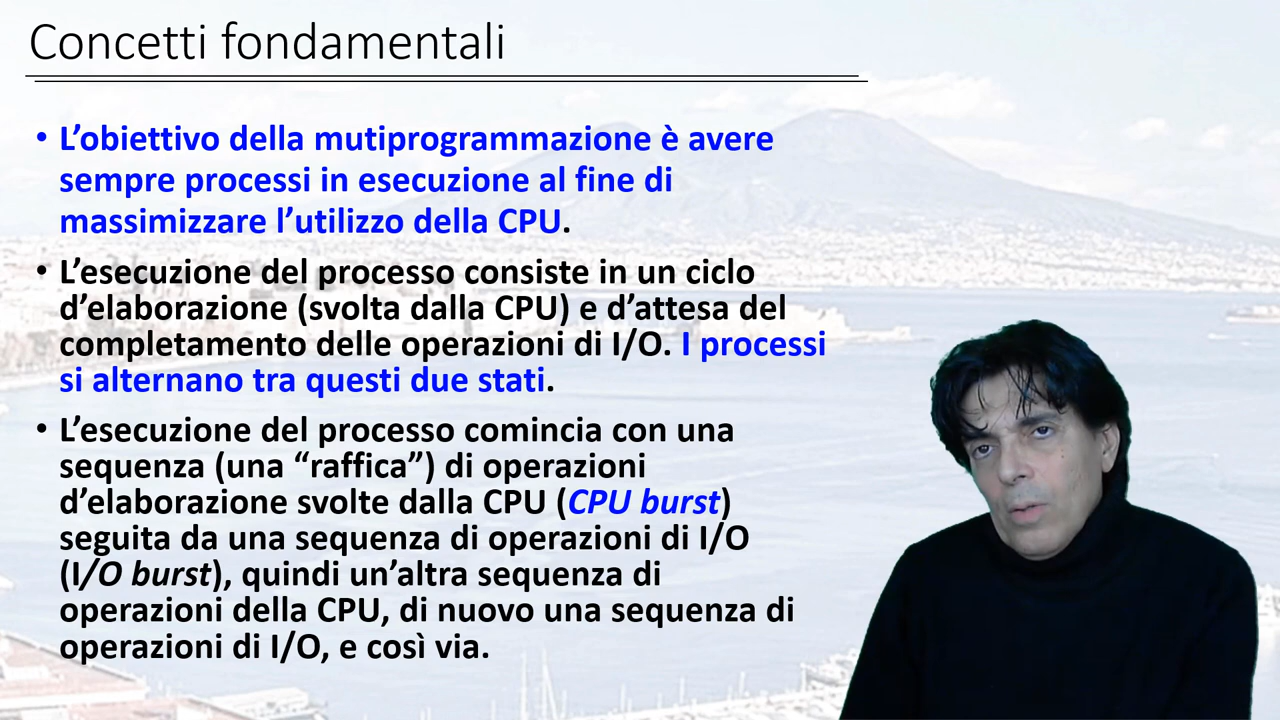 Concetti fondamentali
• L’obiettivo della mutiprogrammazione è avere
sempre processi in esecuzione al fine di
massimizzare l’utilizzo della CPU.
• L’esecuzione del processo consiste in un ciclo
d’elaborazione (svolta dalla CPU) e d’attesa del
completamento delle operazioni di I/O. I processi
si alternano tra questi due stati.
• L’esecuzione del processo comincia con una
sequenza (una “raffica”) di operazioni
d’elaborazione svolte dalla CPU (CPU burst)
seguita da una sequenza di operazioni di I/O
(I/O burst), quindi un’altra sequenza di
operazioni della CPU, di nuovo una sequenza di
operazioni di I/O, e così via.